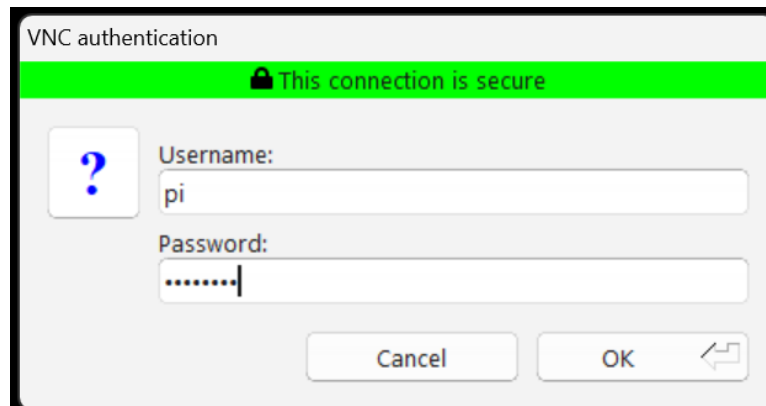 VNC authentication
This connection is secure
?
Username:
pi
Password:
••••••••
Cancel
OK